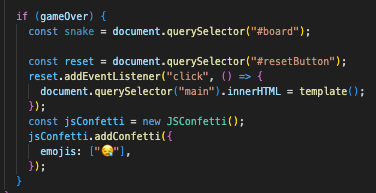 if (gameOver) {
const snake = document.querySelector("#board");
const reset = document.querySelector("#resetButton");
reset.addEventListener("click", () => {
document.querySelector("main").innerHTML = template();
});
const jsConfetti = new JSConfetti();
jsConfetti.addConfetti({
emojis: ["😪"],
});
}